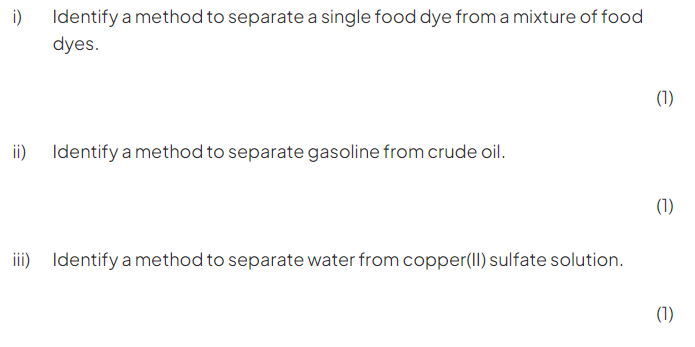 i) Identify a method to separate a single food dye from a mixture of food
dyes.
(1)
ii) Identify a method to separate gasoline from crude oil.
(1)
iii) Identify a method to separate water from copper(II) sulfate solution.
(1)